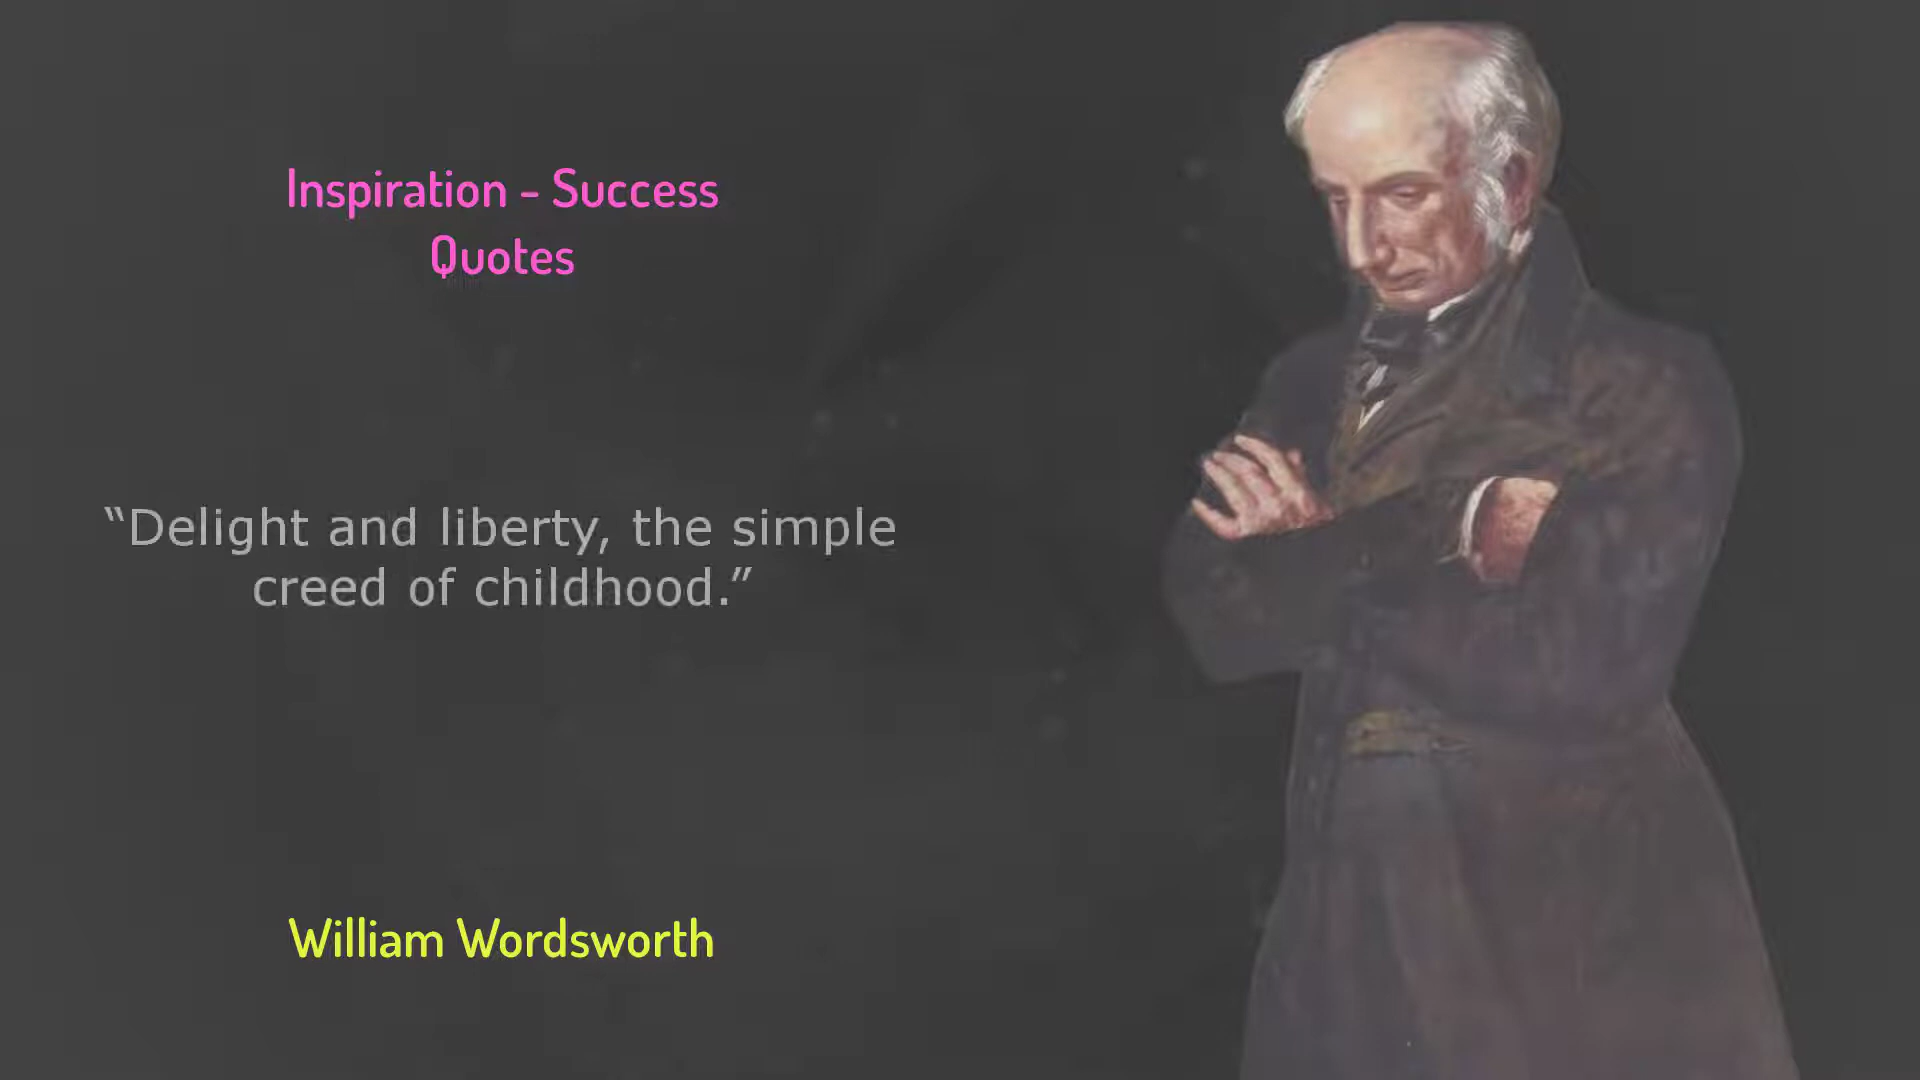 Inspiration - Success
Quotes
“Delight and liberty, the simple
creed of childhood.”
William Wordsworth